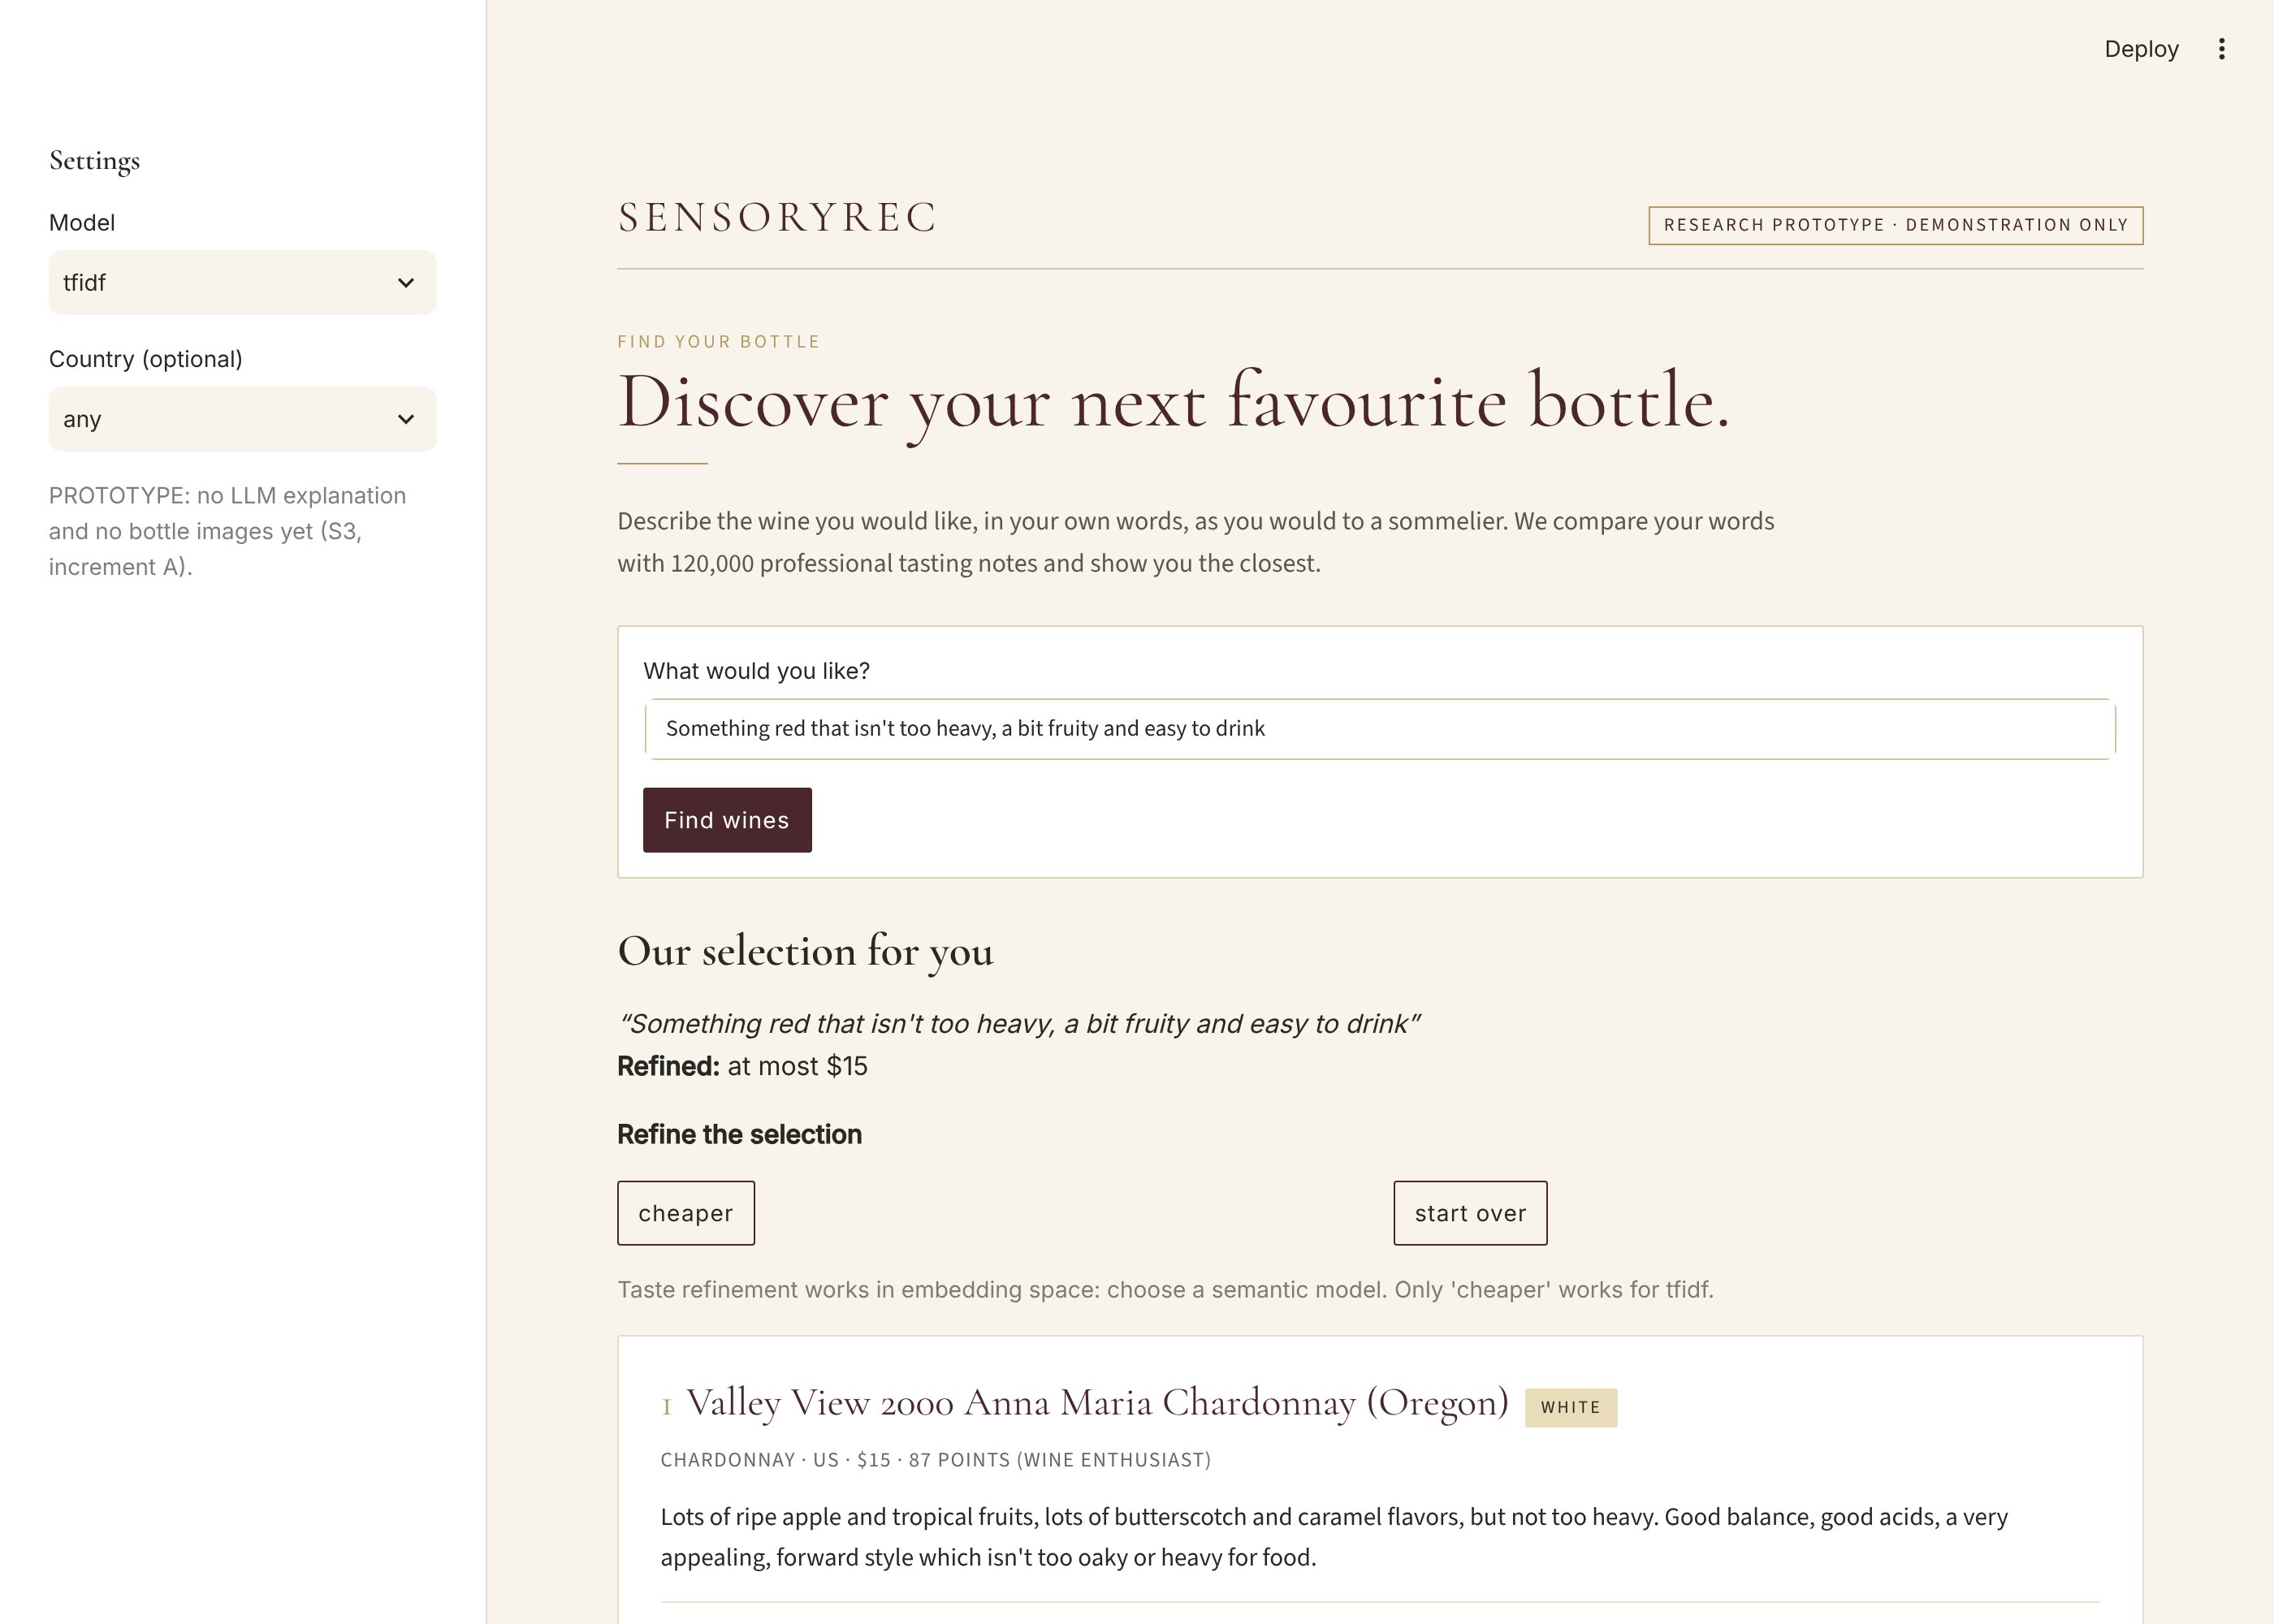 Deploy
Settings
Model
tfidf
Country (optional)
any
PROTOTYPE: no LLM explanation
and no bottle images yet (S3,
increment A).
SENSORYREC
RESEARCH PROTOTYPE · DEMONSTRATION ONLY
FIND YOUR BOTTLE
Discover your next favourite bottle.
Describe the wine you would like, in your own words, as you would to a sommelier. We compare your words
with 120,000 professional tasting notes and show you the closest.
What would you like?
Something red that isn't too heavy, a bit fruity and easy to drink
Find wines
Our selection for you
“Something red that isn't too heavy, a bit fruity and easy to drink”
Refined: at most $15
Refine the selection
cheaper
start over
Taste refinement works in embedding space: choose a semantic model. Only 'cheaper' works for tfidf.
1 Valley View 2000 Anna Maria Chardonnay (Oregon) WHITE
CHARDONNAY · US · $15 · 87 POINTS (WINE ENTHUSIAST)
Lots of ripe apple and tropical fruits, lots of butterscotch and caramel flavors, but not too heavy. Good balance, good acids, a very
appealing, forward style which isn't too oaky or heavy for food.